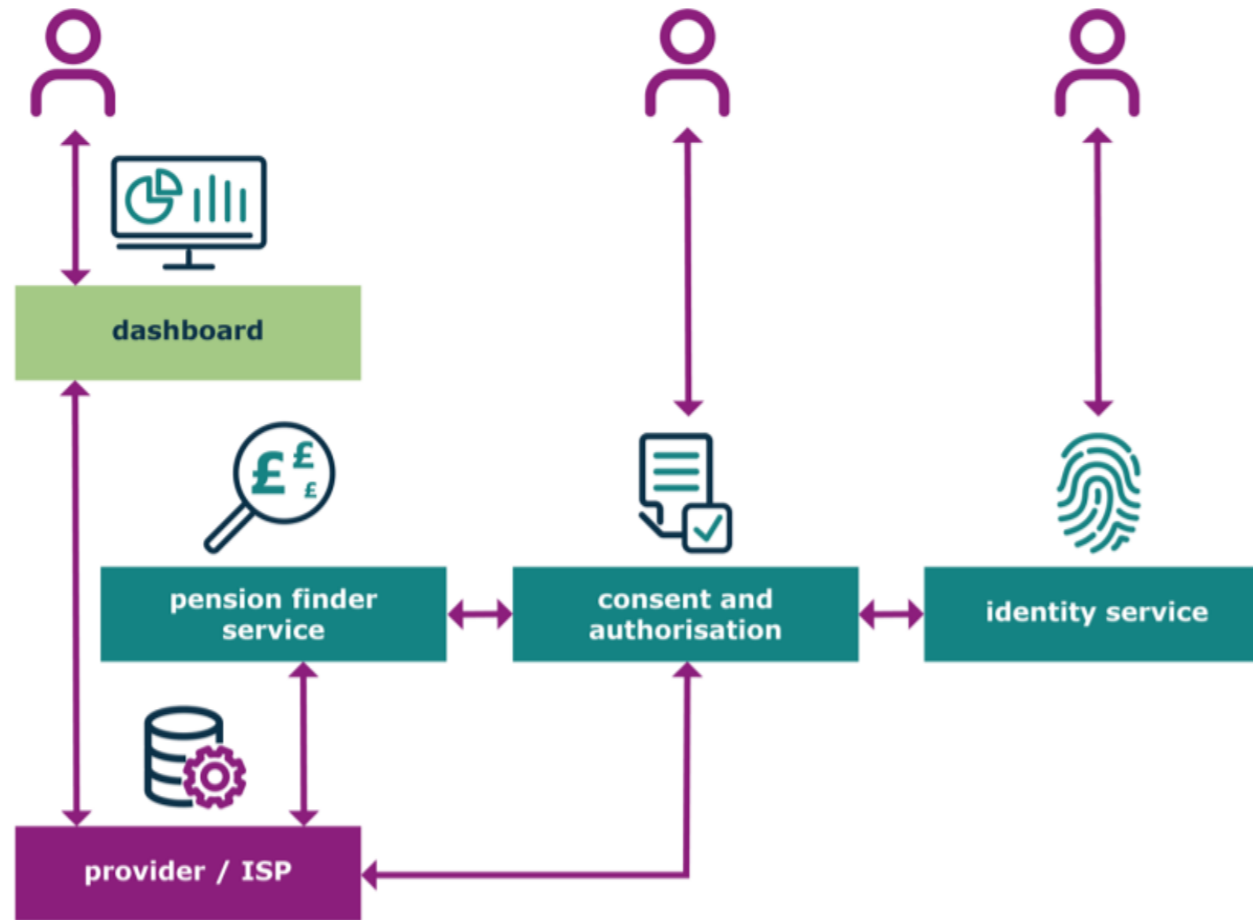 dashboard
£ £
£
pension finder
service
consent and
authorisation
identity service
provider / ISP